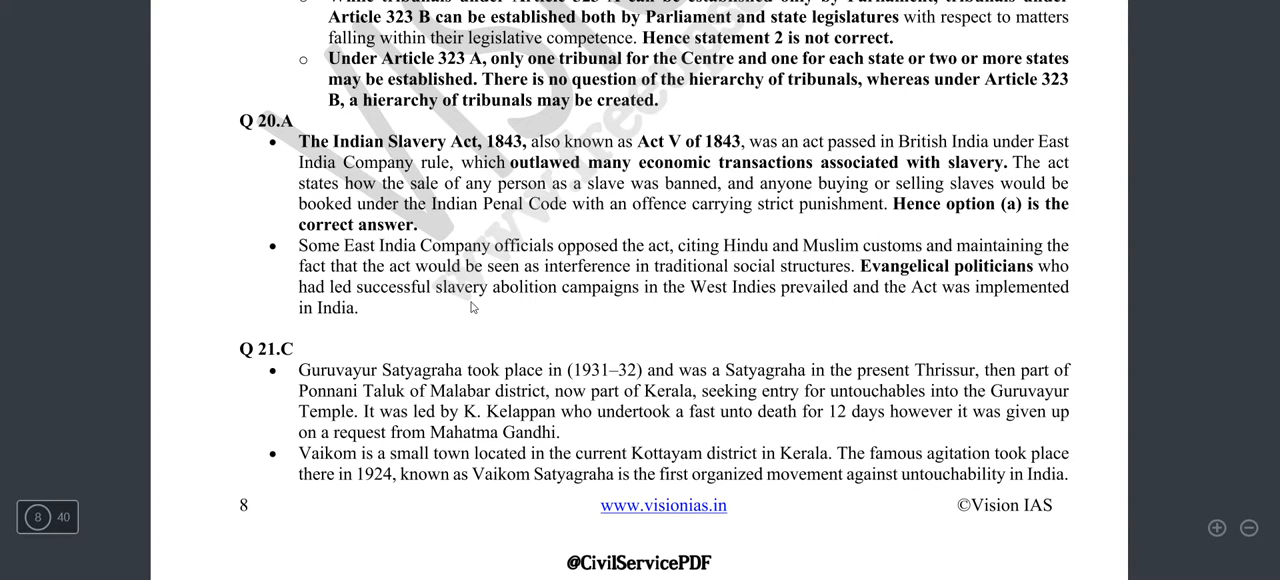 Article 323 B can be established both by Parliament and state legislatures with respect to matters
falling within their legislative competence. Hence statement 2 is not correct.
o Under Article 323 A, only one tribunal for the Centre and one for each state or two or more states
may be established. There is no question of the hierarchy of tribunals, whereas under Article 323
B, a hierarchy of tribunals may be created.
Q 20.A
• The Indian Slavery Act, 1843, also known as Act V of 1843, was an act passed in British India under East
India Company rule, which outlawed many economic transactions associated with slavery. The act
states how the sale of any person as a slave was banned, and anyone buying or selling slaves would be
booked under the Indian Penal Code with an offence carrying strict punishment. Hence option (a) is the
correct answer.
• Some East India Company officials opposed the act, citing Hindu and Muslim customs and maintaining the
fact that the act would be seen as interference in traditional social structures. Evangelical politicians who
had led successful slavery abolition campaigns in the West Indies prevailed and the Act was implemented
in India.
Q 21.C
• Guruvayur Satyagraha took place in (1931–32) and was a Satyagraha in the present Thrissur, then part of
Ponnani Taluk of Malabar district, now part of Kerala, seeking entry for untouchables into the Guruvayur
Temple. It was led by K. Kelappan who undertook a fast unto death for 12 days however it was given up
on a request from Mahatma Gandhi.
• Vaikom is a small town located in the current Kottayam district in Kerala. The famous agitation took place
there in 1924, known as Vaikom Satyagraha is the first organized movement against untouchability in India.
8 www.visionias.in ©Vision IAS
8 40
@CivilServicePDF